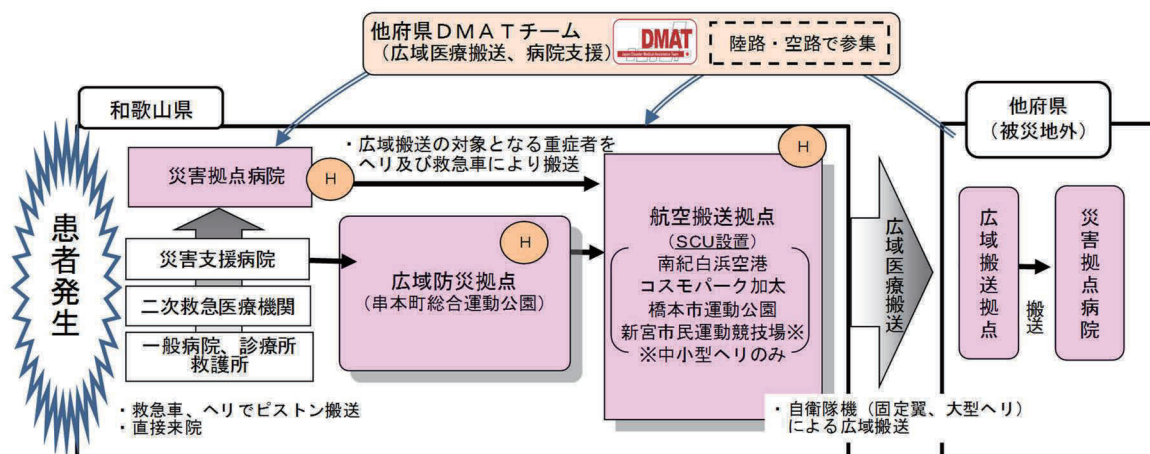 他府県DMATチーム
（広域医療搬送、病院支援）
DMAT
陸路・空路で参集
和歌山県
他府県
（被災地外）
患者発生
災害拠点病院
H
・広域搬送の対象となる重症者を
ヘリ及び救急車により搬送
災害支援病院
二次救急医療機関
一般病院、診療所
救護所
・救急車、ヘリでピストン搬送
・直接来院
H
広域防災拠点
（串本町総合運動公園）
H
航空搬送拠点
（SCU設置）
南紀白浜空港
コスモパーク加太
橋本市運動公園
新宮市民運動競技場※
※中小型ヘリのみ
広域医療搬送
・自衛隊機（固定翼、大型ヘリ）
による広域搬送
広域搬送拠点
搬送
災害拠点病院